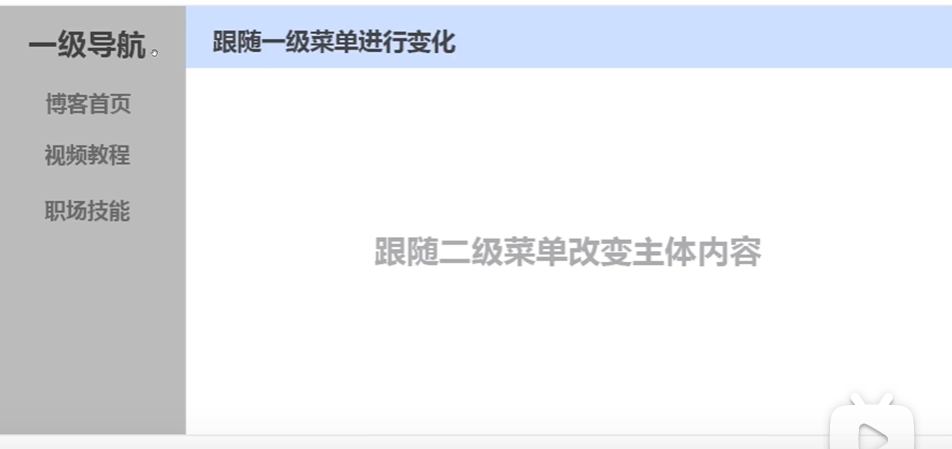 一级导航
跟随一级菜单进行变化
博客首页
视频教程
职场技能
跟随二级菜单改变主体内容